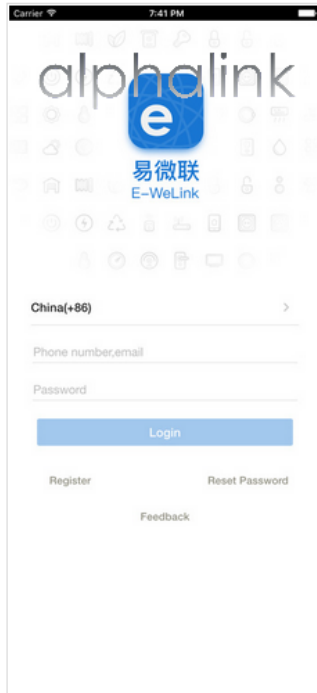 Carrier 7:41 PM
alphalink
e
易微联
E-WeLink
China(+86)
Phone number,email
Password
Login
Register Reset Password
Feedback